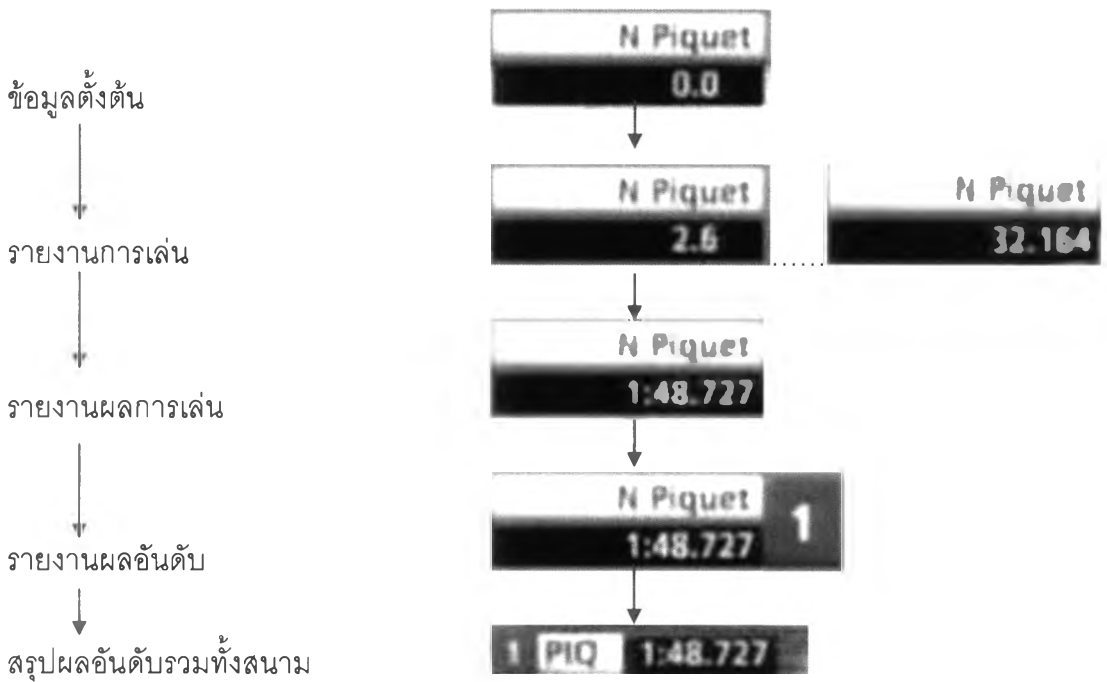 N Piquet
0.0
ข้อมูลตั้งต้น
N Piquet
2.6
N Piquet
32.164
รายงานการเล่น
N Piquet
1:48.727
รายงานผลการเล่น
N Piquet
1:48.727
1
รายงานผลอันดับ
1 PIQ 1:48.727
สรุปผลอันดับรวมทั้งสนาม